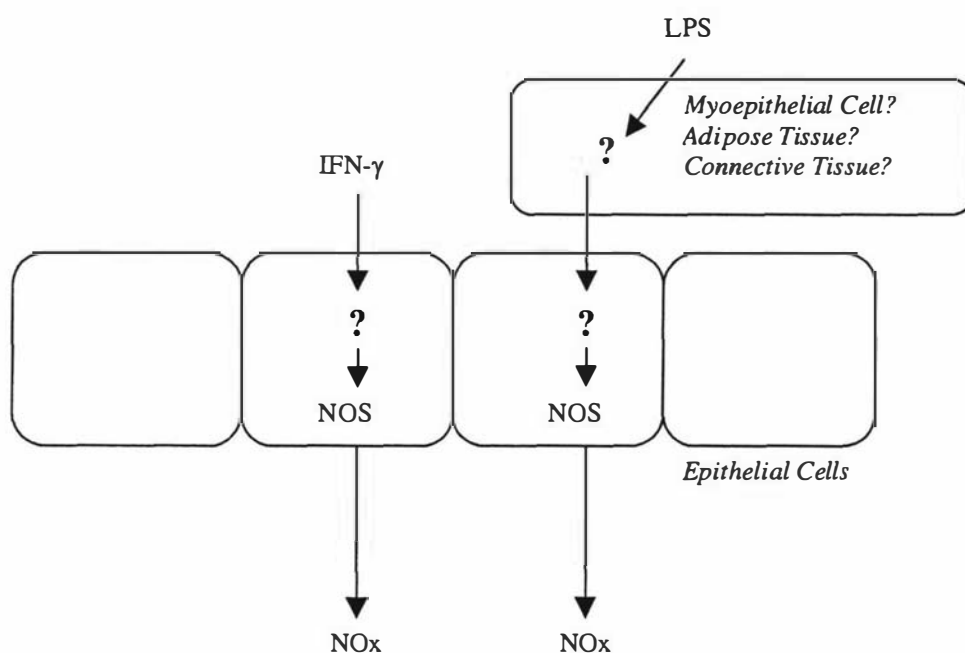 LPS
Myoepithelial Cell?
Adipose Tissue?
Connective Tissue?
?
IFN-γ
? ?
NOS NOS
Epithelial Cells
NOx NOx